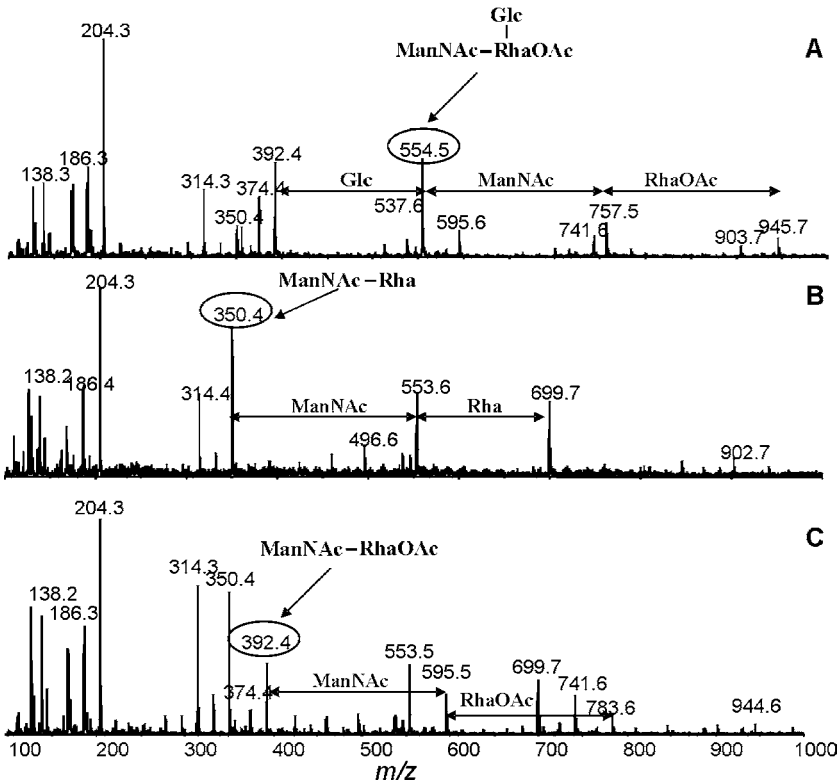 Glc
ManNAc–RhaOAc
A
204.3
554.5
392.4
138.3
186.3
314.3
374.4
Glc
ManNAc
RhaOAc
350.4
537.6
595.6
741.6
757.5
903.7
945.7
204.3
ManNAc–Rha
B
350.4
138.2
186.4
314.4
553.6
699.7
ManNAc
Rha
496.6
902.7
204.3
C
ManNAc–RhaOAc
314.3
350.4
138.2
186.3
392.4
553.5
595.5
699.7
741.6
374.4
ManNAc
RhaOAc
783.6
944.6
100 200 300 400 500 600 700 800 900 1000
m/z